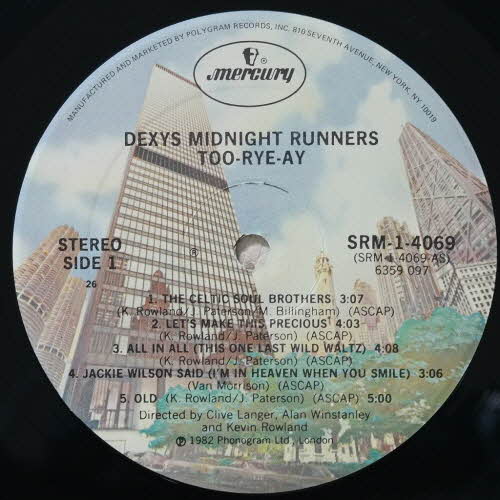 MANUFACTURED AND MARKETED BY POLYGRAM RECORDS, INC. 810 SEVENTH AVENUE, NEW YORK, NY 10019
mercury
DEXYS MIDNIGHT RUNNERS
TOO-RYE-AY
STEREO
SIDE 1
26
SRM-1-4069
(SRM 1 4069 AS)
6359 097
1. THE CELTIC SOUL BROTHERS 3:07
(K. Rowland/J. Paterson/M. Billingham) (ASCAP)
2. LET'S MAKE THIS PRECIOUS 4:03
(K. Rowland/J. Paterson) (ASCAP)
3. ALL IN ALL (THIS ONE LAST WILD WALTZ) 4:08
(K. Rowland/J. Paterson) (ASCAP)
4. JACKIE WILSON SAID (I'M IN HEAVEN WHEN YOU SMILE) 3:06
(Van Morrison) (ASCAP)
5. OLD (K. Rowland/J. Paterson) (ASCAP) 5:00
Directed by Clive Langer, Alan Winstanley
and Kevin Rowland
℗ 1982 Phonogram Ltd., London